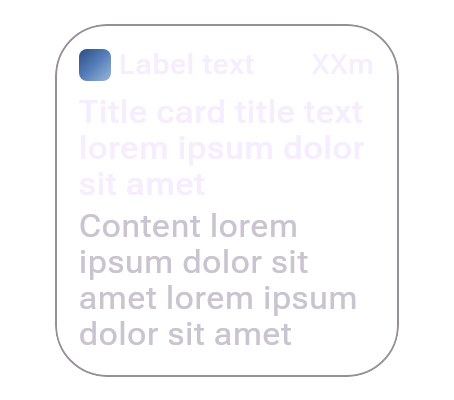 Label text XXm
Title card title text
lorem ipsum dolor
sit amet
Content lorem
ipsum dolor sit
amet lorem ipsum
dolor sit amet